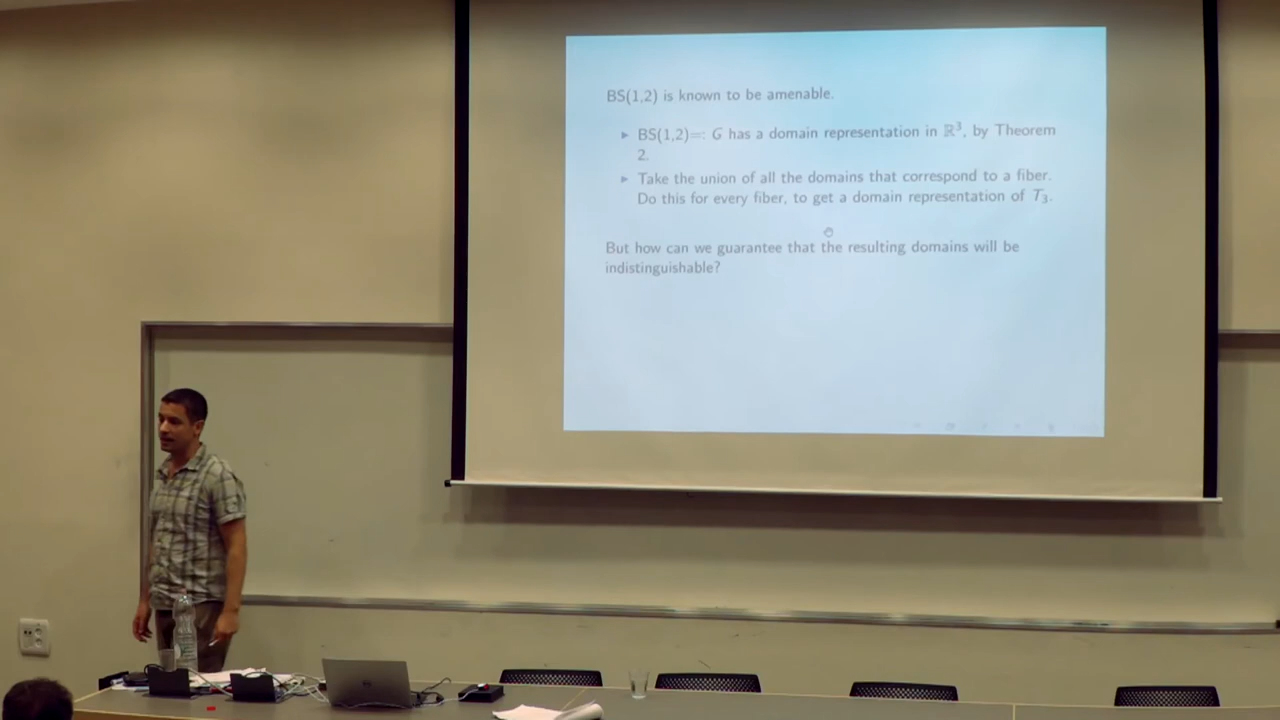 BS(1,2) is known to be amenable.
▸ BS(1,2)=: G has a domain representation in ℝ³, by Theorem
2.
▸ Take the union of all the domains that correspond to a fiber.
Do this for every fiber, to get a domain representation of T₃.
But how can we guarantee that the resulting domains will be
indistinguishable?